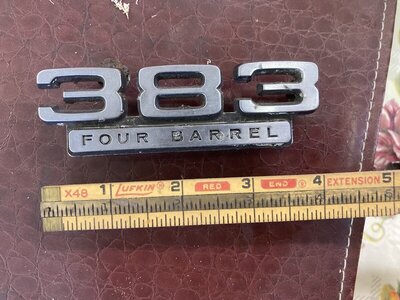 383
FOUR BARREL
X48 1 LUFKIN® 2 RED 3 END® 4 EXTENSION 5